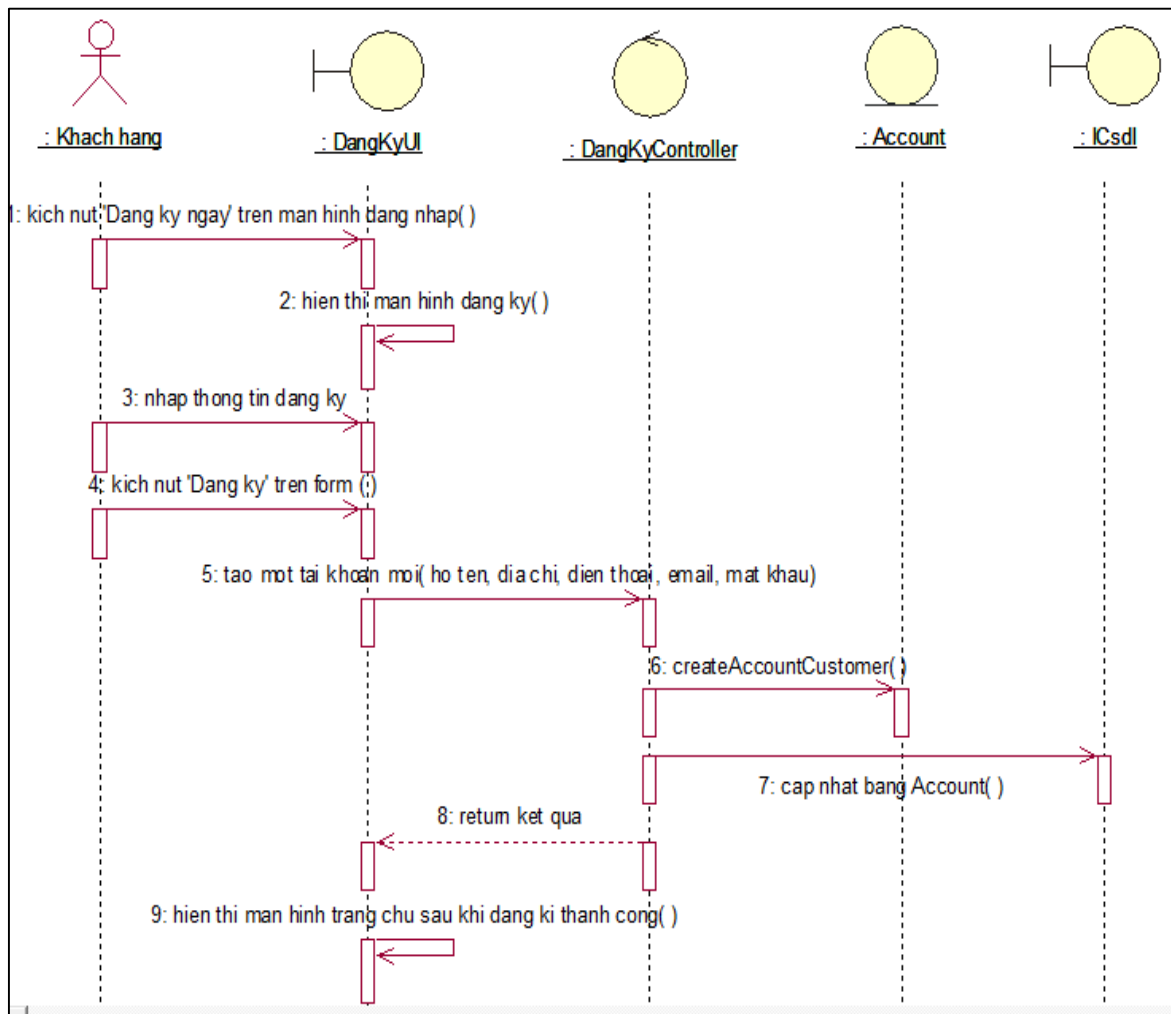 : Khach hang
: DangKyUI
: DangKyController
: Account
: ICsdl
1: kich nut 'Dang ky ngay' tren man hinh dang nhap( )
2: hien thi man hinh dang ky( )
3: nhap thong tin dang ky
4: kich nut 'Dang ky' tren form ( )
5: tao mot tai khoan moi( ho ten, dia chi, dien thoai, email, mat khau)
6: createAccountCustomer( )
7: cap nhat bang Account( )
8: return ket qua
9: hien thi man hinh trang chu sau khi dang ki thanh cong( )